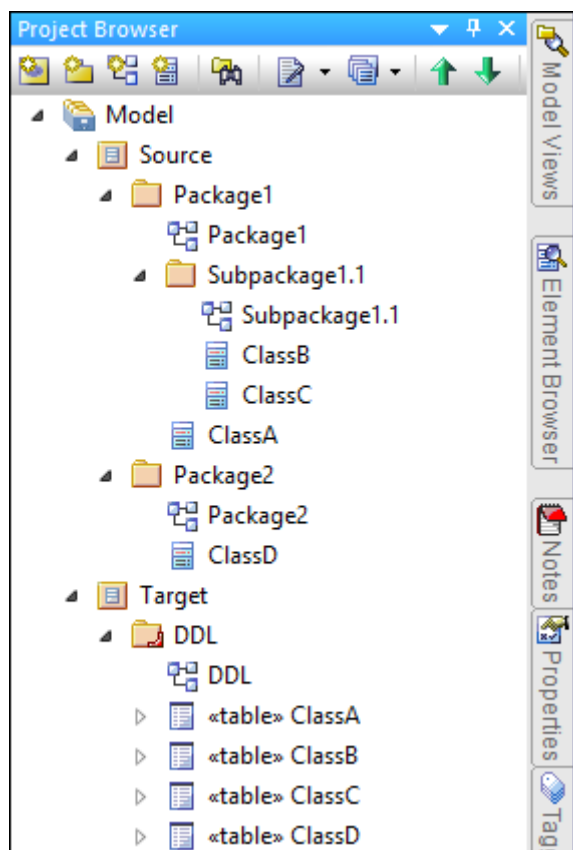 Project Browser
Model
Source
Package1
Package1
Subpackage1.1
Subpackage1.1
ClassB
ClassC
ClassA
Package2
Package2
ClassD
Target
DDL
DDL
«table» ClassA
«table» ClassB
«table» ClassC
«table» ClassD
Model Views
Element Browser
Notes
Properties
Tag